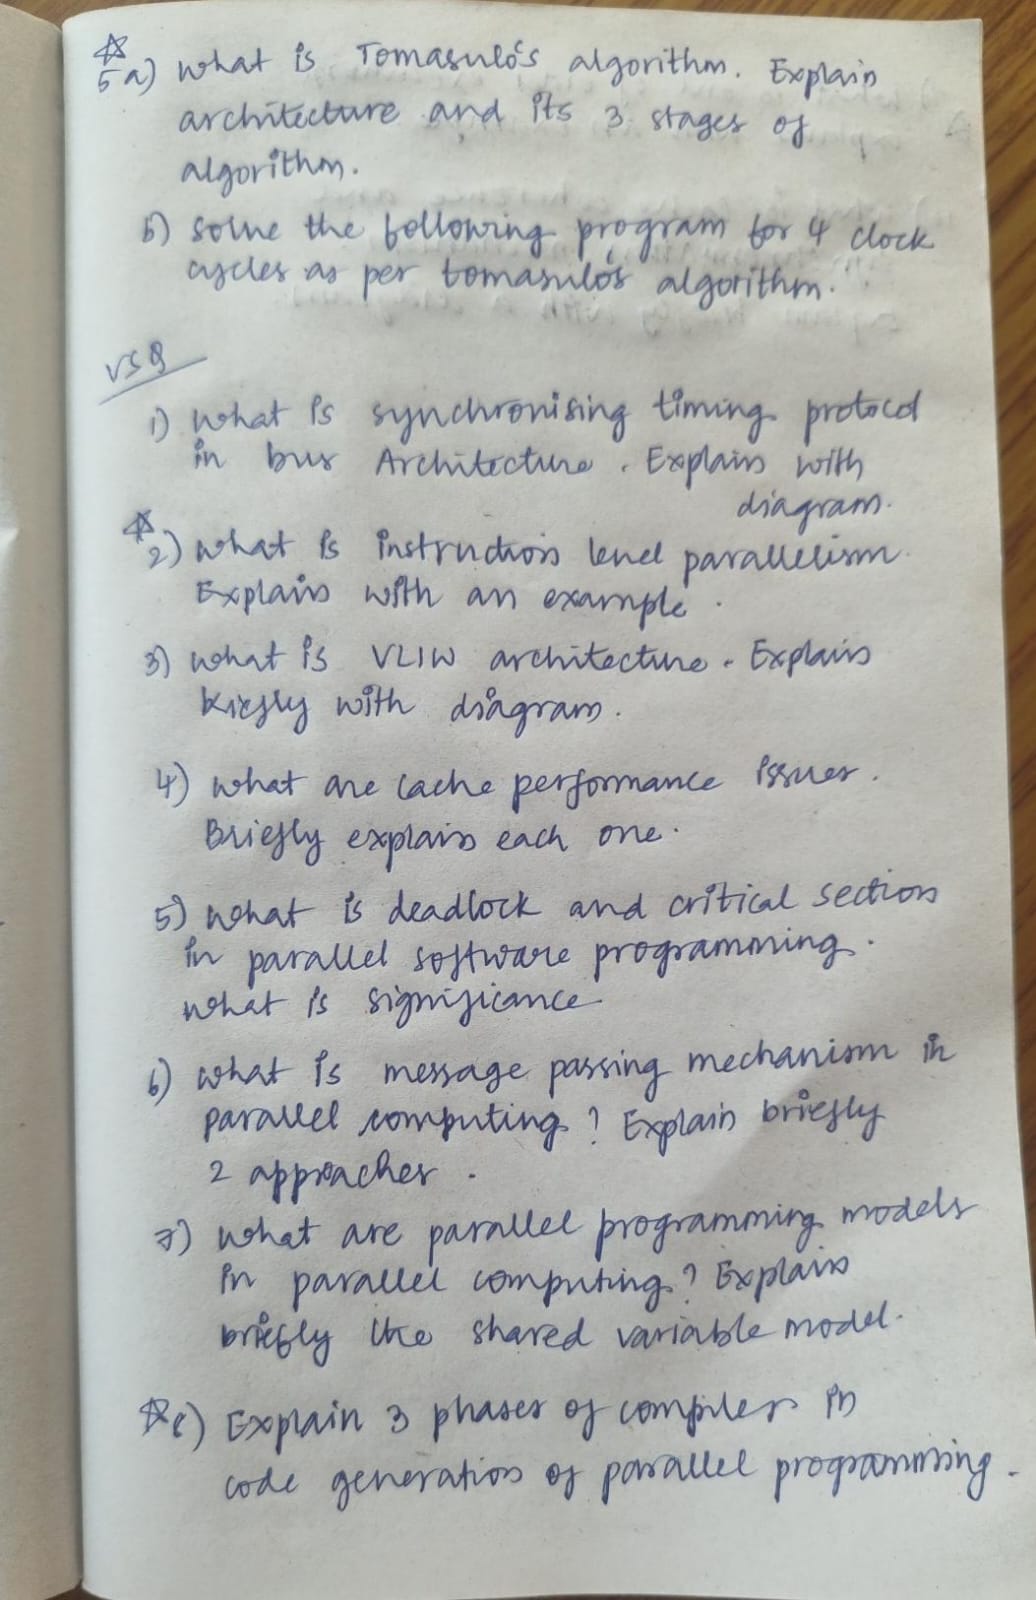 5 a) what is Tomasulo's algorithm. Explain
architecture and its 3 stages of
algorithm.
b) solve the following program for 4 clock
cycles as per tomasulo's algorithm.
VSQ
1) what is synchronising timing protocol
in bus Architecture. Explain with
diagram.
2) what is instruction level parallelism.
Explain with an example.
3) what is VLIW architecture. Explain
briefly with diagram.
4) what are cache performance issues.
Briefly explain each one.
5) what is deadlock and critical section
in parallel software programming.
what is significance
6) what is message passing mechanism in
parallel computing? Explain briefly
2 approaches.
7) what are parallel programming models
in parallel computing? Explain
briefly the shared variable model.
8) Explain 3 phases of compiler in
code generation of parallel programming.